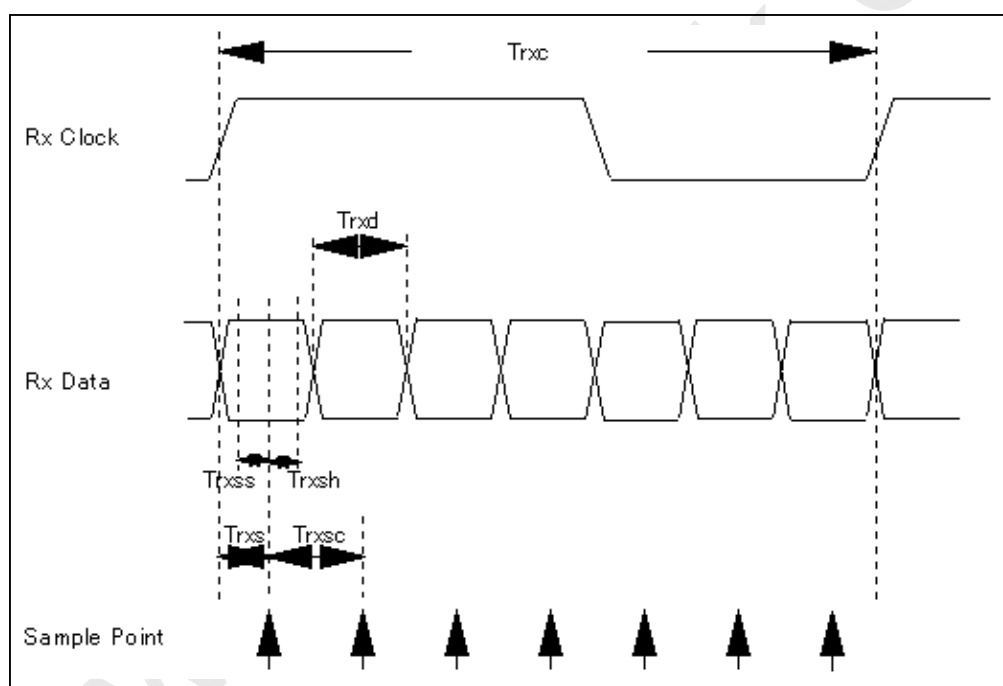 Trxc
Rx Clock
Trxd
Rx Data
Trxss
Trxsh
Trxs
Trxsc
Sample Point